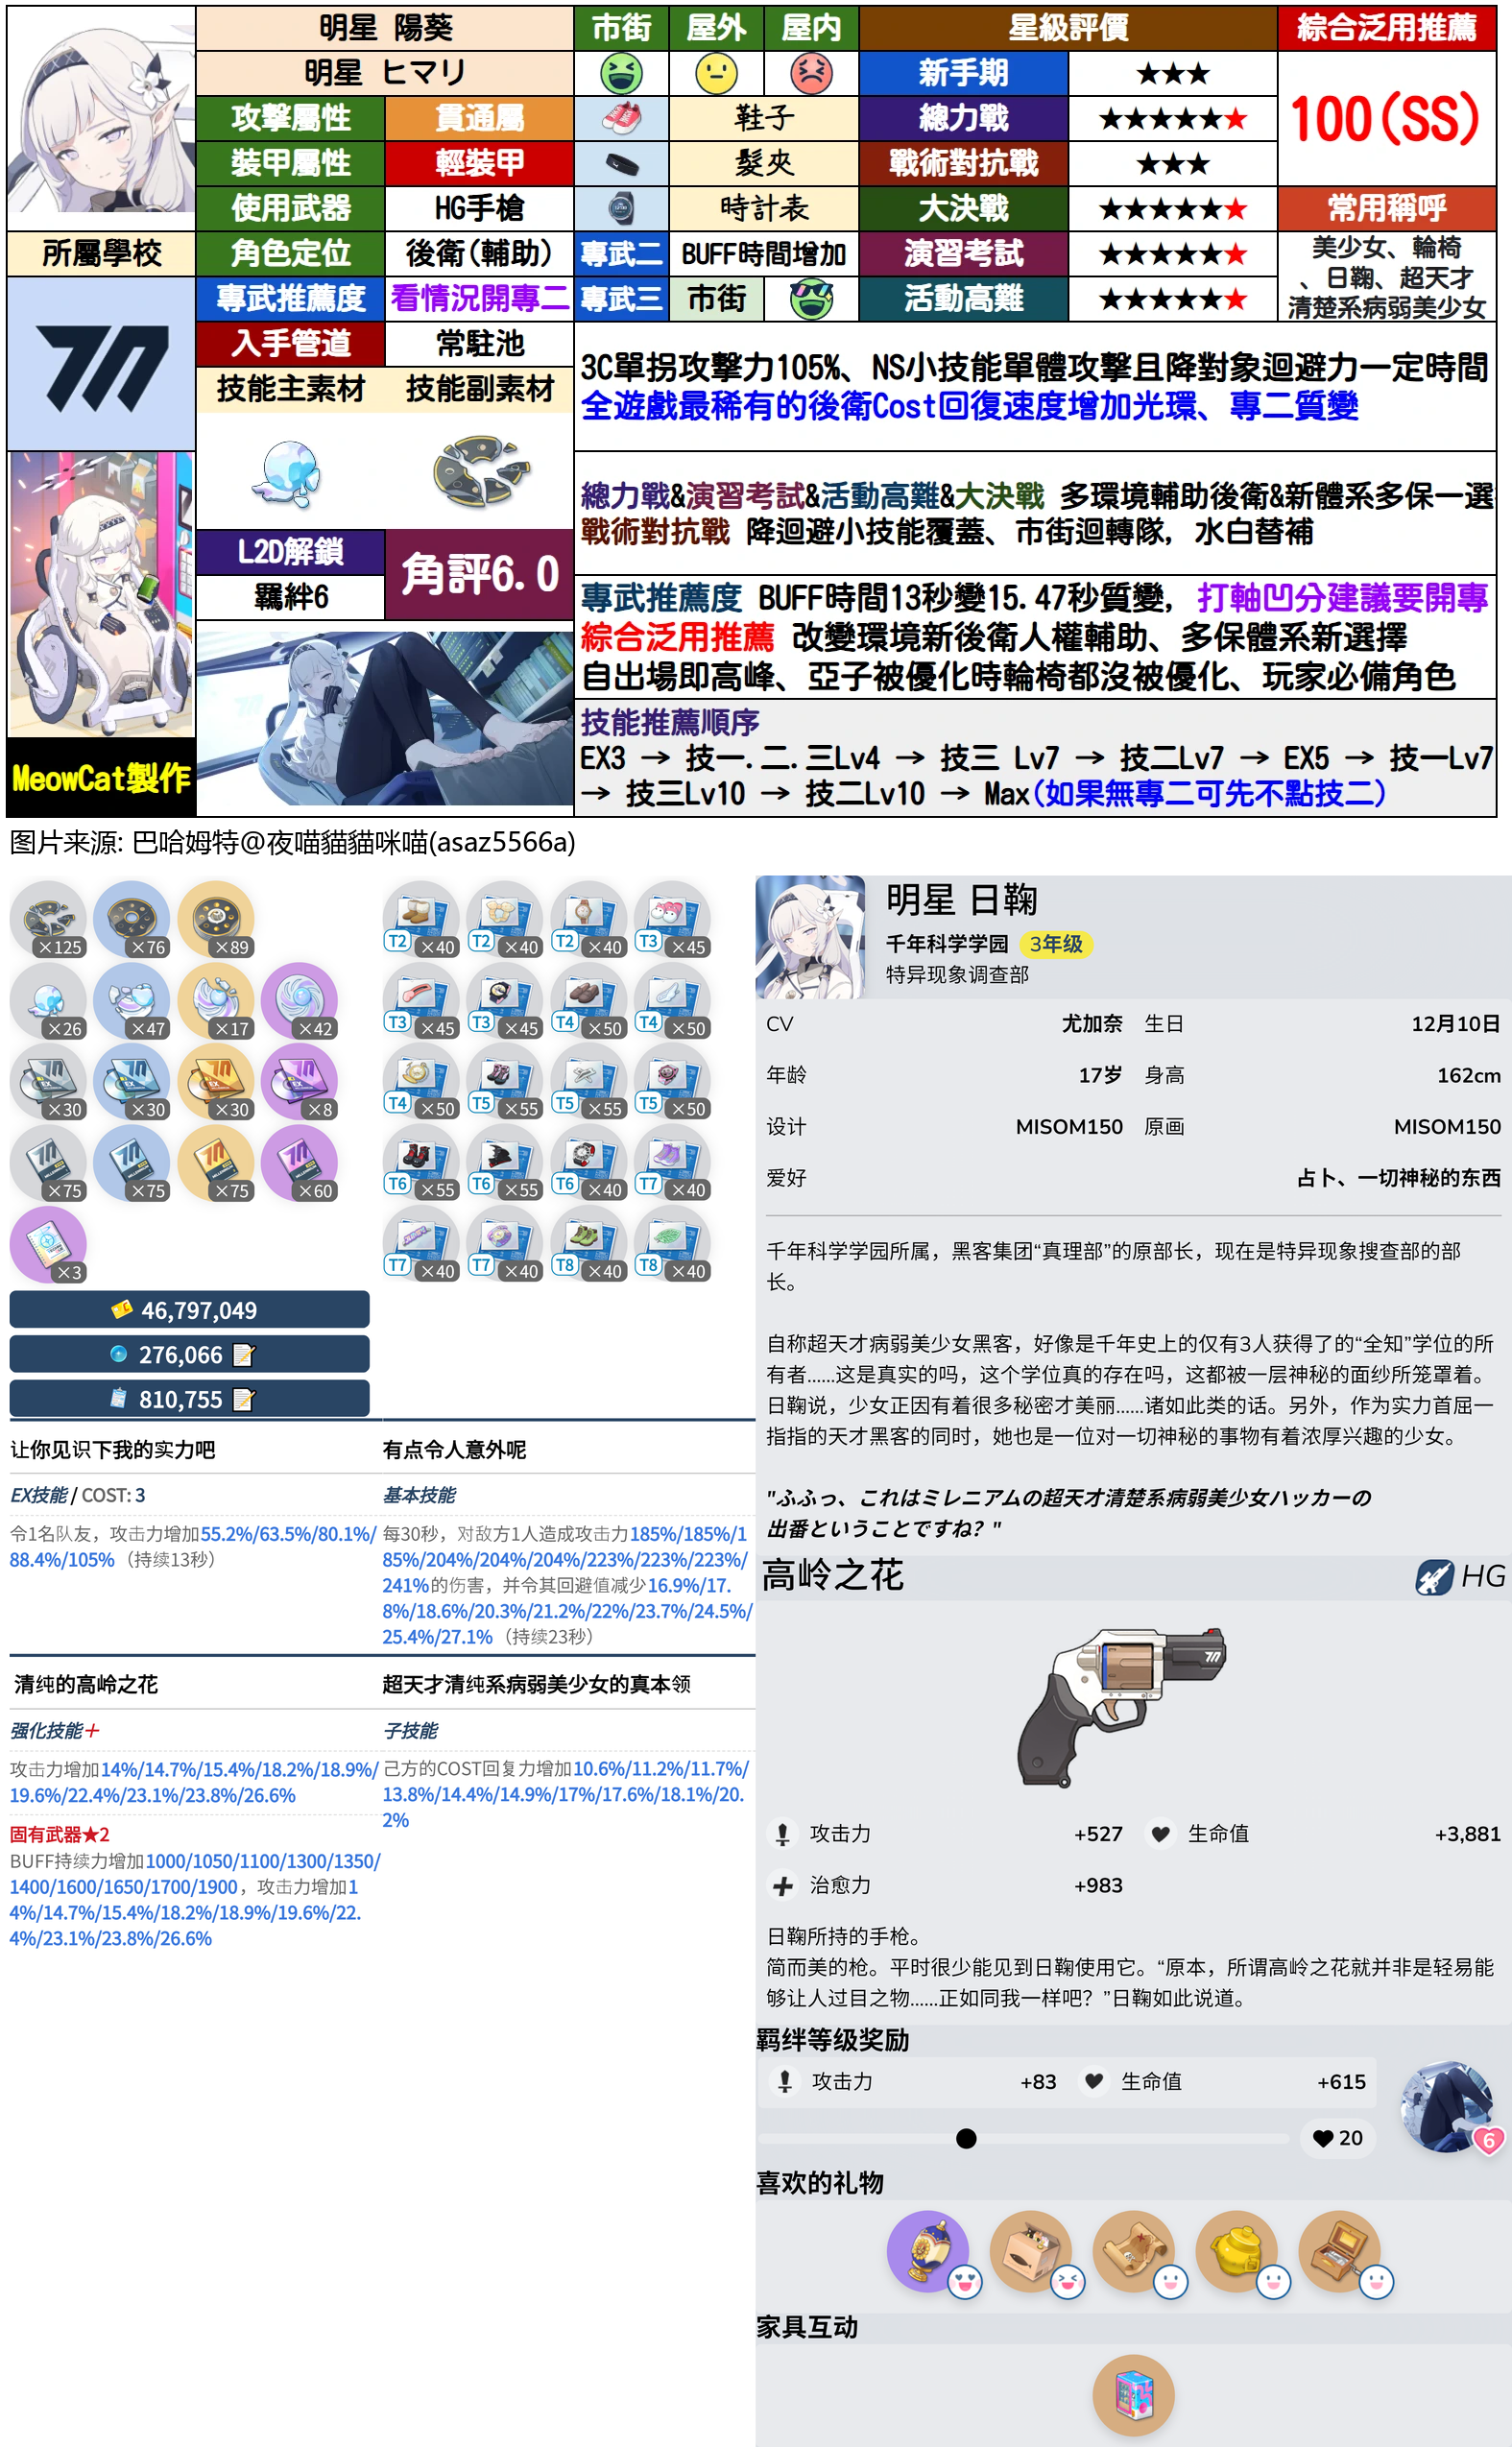 明星 陽葵
市街
屋外
屋内
星級評價
綜合泛用推薦
明星 ヒマリ
新手期
★★★
100(SS)
攻擊屬性
貫通屬
鞋子
總力戰
★★★★★★
裝甲屬性
輕裝甲
髮夾
戰術對抗戰
★★★
使用武器
HG手槍
時計表
大決戰
★★★★★★
常用稱呼
所屬學校
角色定位
後衛(輔助)
專武二
BUFF時間增加
演習考試
★★★★★★
美少女、輪椅
、日鞠、超天才
清楚系病弱美少女
專武推薦度
看情況開專二
專武三
市街
活動高難
★★★★★★
入手管道
常駐池
技能主素材
技能副素材
3C單拐攻擊力105%、NS小技能單體攻擊且降對象迴避力一定時間
全遊戲最稀有的後衛Cost回復速度增加光環、專二質變
總力戰&演習考試&活動高難&大決戰 多環境輔助後衛&新體系多保一選
戰術對抗戰 降迴避小技能覆蓋、市街迴轉隊, 水白替補
L2D解鎖
角評6.0
羈絆6
專武推薦度 BUFF時間13秒變15.47秒質變, 打軸凹分建議要開專
綜合泛用推薦 改變環境新後衛人權輔助、多保體系新選擇
自出場即高峰、亞子被優化時輪椅都沒被優化、玩家必備角色
技能推薦順序
EX3 → 技一.二.三Lv4 → 技三 Lv7 → 技二Lv7 → EX5 → 技一Lv7
→ 技三Lv10 → 技二Lv10 → Max(如果無專二可先不點技二)
MeowCat製作
图片来源: 巴哈姆特@夜喵貓貓咪喵(asaz5566a)
×125 ×76 ×89
×26 ×47 ×17 ×42
EX ×30 EX ×30 EX ×30 EX ×8
×75 ×75 ×75 ×60
×3
46,797,049
276,066
810,755
T2 ×40 T2 ×40 T2 ×40 T3 ×45
T3 ×45 T3 ×45 T4 ×50 T4 ×50
T4 ×50 T5 ×55 T5 ×55 T5 ×50
T6 ×55 T6 ×55 T6 ×40 T7 ×40
T7 ×40 T7 ×40 T8 ×40 T8 ×40
让你见识下我的实力吧
EX技能 / COST: 3
令1名队友，攻击力增加55.2%/63.5%/80.1%/
88.4%/105%（持续13秒）
有点令人意外呢
基本技能
每30秒，对敌方1人造成攻击力185%/185%/1
85%/204%/204%/204%/223%/223%/223%/
241%的伤害，并令其回避值减少16.9%/17.
8%/18.6%/20.3%/21.2%/22%/23.7%/24.5%/
25.4%/27.1%（持续23秒）
清纯的高岭之花
强化技能＋
攻击力增加14%/14.7%/15.4%/18.2%/18.9%/
19.6%/22.4%/23.1%/23.8%/26.6%
固有武器★2
BUFF持续力增加1000/1050/1100/1300/1350/
1400/1600/1650/1700/1900，攻击力增加1
4%/14.7%/15.4%/18.2%/18.9%/19.6%/22.
4%/23.1%/23.8%/26.6%
超天才清纯系病弱美少女的真本领
子技能
己方的COST回复力增加10.6%/11.2%/11.7%/
13.8%/14.4%/14.9%/17%/17.6%/18.1%/20.
2%
明星 日鞠
千年科学学园 3年级
特异现象调查部
CV 尤加奈 生日 12月10日
年龄 17岁 身高 162cm
设计 MISOM150 原画 MISOM150
爱好 占卜、一切神秘的东西
千年科学学园所属，黑客集团“真理部”的原部长，现在是特异现象搜查部的部
长。
自称超天才病弱美少女黑客，好像是千年史上的仅有3人获得了的“全知”学位的所
有者......这是真实的吗，这个学位真的存在吗，这都被一层神秘的面纱所笼罩着。
日鞠说，少女正因有着很多秘密才美丽......诸如此类的话。另外，作为实力首屈一
指指的天才黑客的同时，她也是一位对一切神秘的事物有着浓厚兴趣的少女。
"ふふっ、これはミレニアムの超天才清楚系病弱美少女ハッカーの
出番ということですね？"
高岭之花
HG
攻击力 +527 生命值 +3,881
治愈力 +983
日鞠所持的手枪。
简而美的枪。平时很少能见到日鞠使用它。“原本，所谓高岭之花就并非是轻易能
够让人过目之物......正如同我一样吧？”日鞠如此说道。
羁绊等级奖励
攻击力 +83 生命值 +615
20
6
喜欢的礼物
家具互动